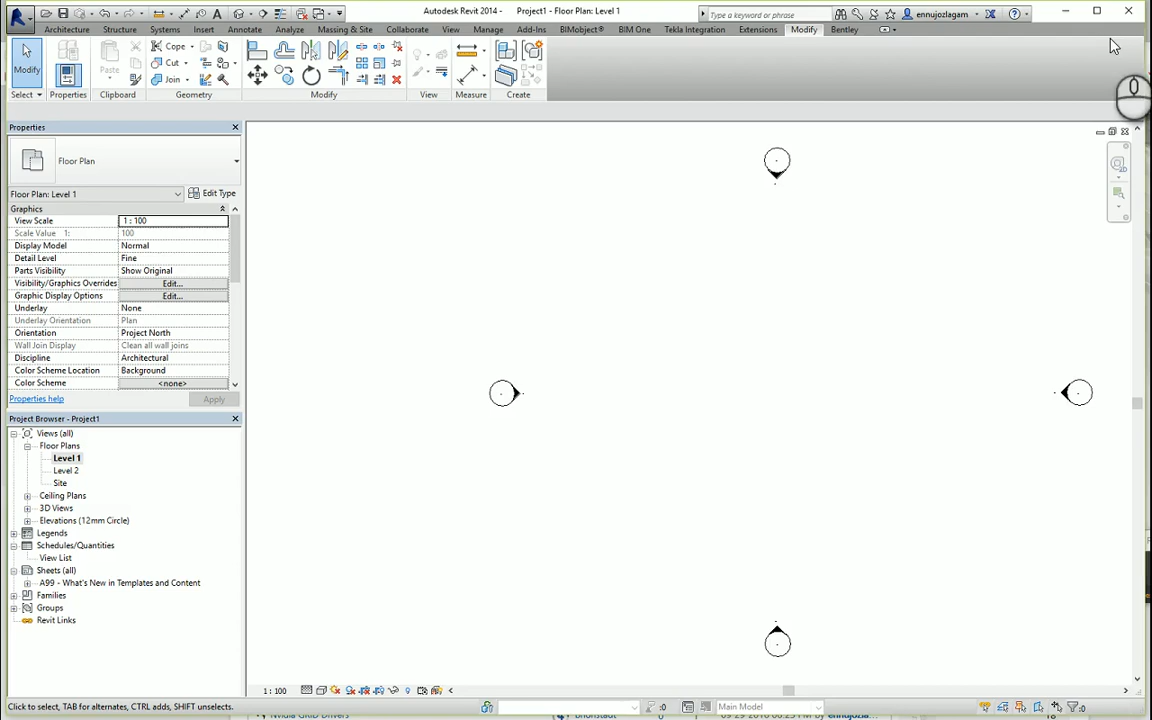 Autodesk Revit 2014 - Project1 - Floor Plan: Level 1
Type a keyword or phrase
ennujozlagam
Architecture Structure Systems Insert Annotate Analyze Massing & Site Collaborate View Manage Add-Ins BIMobject® BIM One Tekla Integration Extensions Modify Bentley
Modify Paste Cope Cut Join
Select Properties Clipboard Geometry Modify View Measure Create
Properties
Floor Plan
Floor Plan: Level 1 Edit Type
Graphics
View Scale 1 : 100
Scale Value 1: 100
Display Model Normal
Detail Level Fine
Parts Visibility Show Original
Visibility/Graphics Overrides Edit...
Graphic Display Options Edit...
Underlay None
Underlay Orientation Plan
Orientation Project North
Wall Join Display Clean all wall joins
Discipline Architectural
Color Scheme Location Background
Color Scheme <none>
Properties help Apply
Project Browser - Project1
Views (all)
Floor Plans
Level 1
Level 2
Site
Ceiling Plans
3D Views
Elevations (12mm Circle)
Legends
Schedules/Quantities
View List
Sheets (all)
A99 - What's New in Templates and Content
Families
Groups
Revit Links
1 : 100
Click to select, TAB for alternates, CTRL adds, SHIFT unselects. :0 Main Model :0